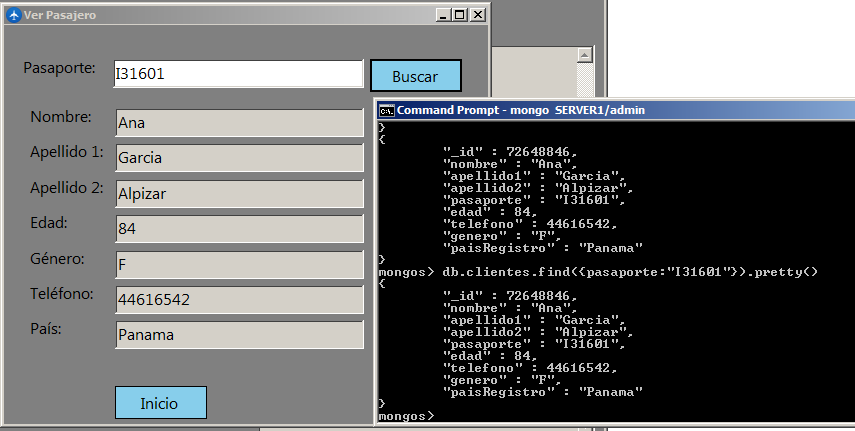 Ver Pasajero
Pasaporte: I31601 Buscar
Nombre: Ana
Apellido 1: Garcia
Apellido 2: Alpizar
Edad: 84
Género: F
Teléfono: 44616542
País: Panama
Inicio
Command Prompt - mongo SERVER1/admin
}
{
"_id" : 72648846,
"nombre" : "Ana",
"apellido1" : "Garcia",
"apellido2" : "Alpizar",
"pasaporte" : "I31601",
"edad" : 84,
"telefono" : 44616542,
"genero" : "F",
"paisRegistro" : "Panama"
}
mongos> db.clientes.find({pasaporte:"I31601"}).pretty()
{
"_id" : 72648846,
"nombre" : "Ana",
"apellido1" : "Garcia",
"apellido2" : "Alpizar",
"pasaporte" : "I31601",
"edad" : 84,
"telefono" : 44616542,
"genero" : "F",
"paisRegistro" : "Panama"
}
mongos>